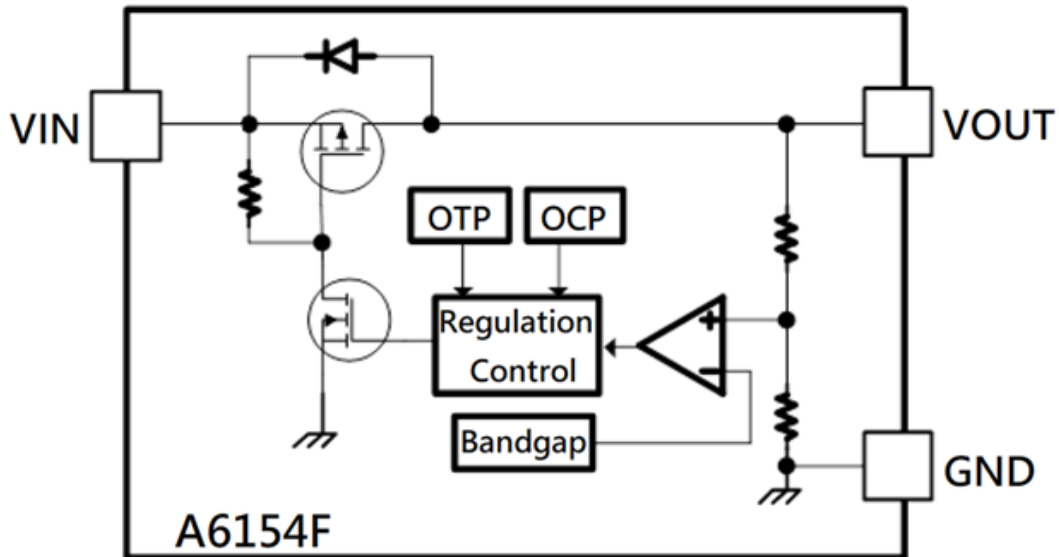 VIN
VOUT
OTP
OCP
Regulation
Control
+
−
Bandgap
GND
A6154F